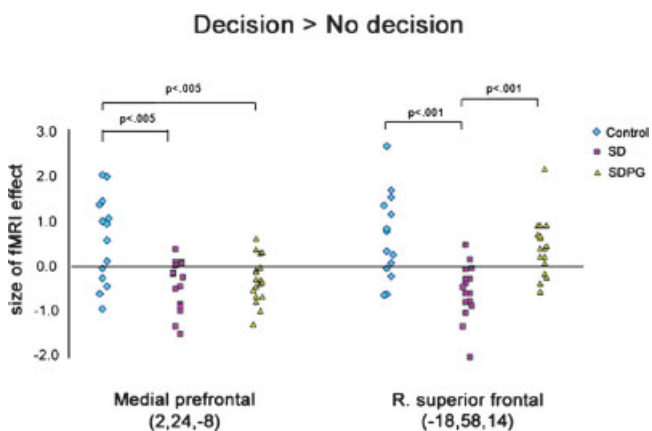 Decision > No decision
p<.005
p<.005
p<.001
p<.001
Control
SD
SDPG
size of fMRI effect
3.0
2.0
1.0
0.0
-1.0
-2.0
Medial prefrontal
(2,24,-8)
R. superior frontal
(-18,58,14)